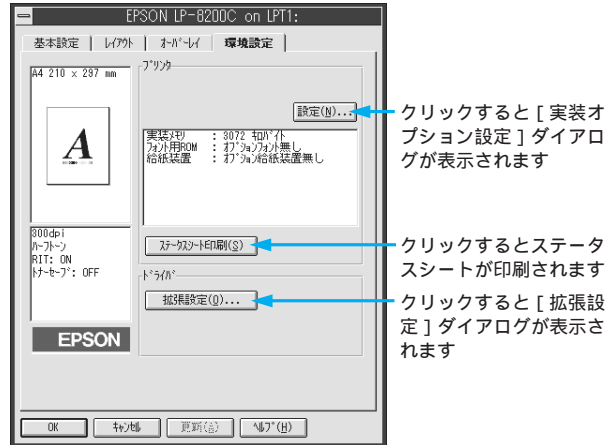 EPSON LP-8200C on LPT1:
基本設定 ﾚｲｱｳﾄ ｵｰﾊﾞｰﾚｲ 環境設定
A4 210 x 297 mm
A
300dpi
ﾊｰﾌﾄｰﾝ
RIT: ON
ﾄﾅｰｾｰﾌﾞ: OFF
EPSON
ﾌﾟﾘﾝﾀ
設定(N)...
実装ﾒﾓﾘ : 3072 ｷﾛﾊﾞｲﾄ
ﾌｫﾝﾄ用ROM : ｵﾌﾟｼｮﾝﾌｫﾝﾄ無し
給紙装置 : ｵﾌﾟｼｮﾝ給紙装置無し
ｽﾃｰﾀｽｼｰﾄ印刷(S)
ﾄﾞﾗｲﾊﾞ
拡張設定(O)...
OK ｷｬﾝｾﾙ 更新(A) ﾍﾙﾌﾟ(H)
クリックすると［実装オ
プション設定］ダイアロ
グが表示されます
クリックするとステータ
スシートが印刷されます
クリックすると［拡張設
定］ダイアログが表示さ
れます